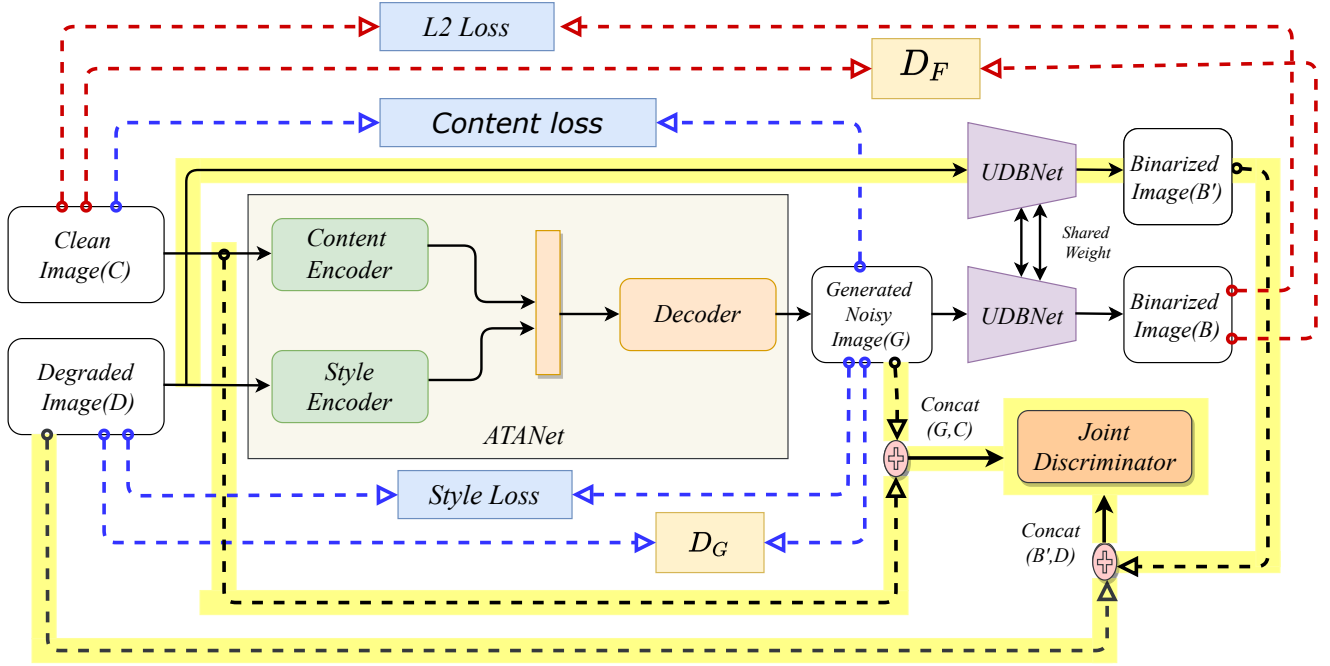 L2 Loss
D_F
Content loss
UDBNet
Binarized
Image(B')
Clean
Image(C)
Content
Encoder
Shared
Weight
Generated
Noisy
Image(G)
Decoder
UDBNet
Binarized
Image(B)
Degraded
Image(D)
Style
Encoder
ATANet
Concat
(G,C)
Joint
Discriminator
Style Loss
D_G
Concat
(B',D)